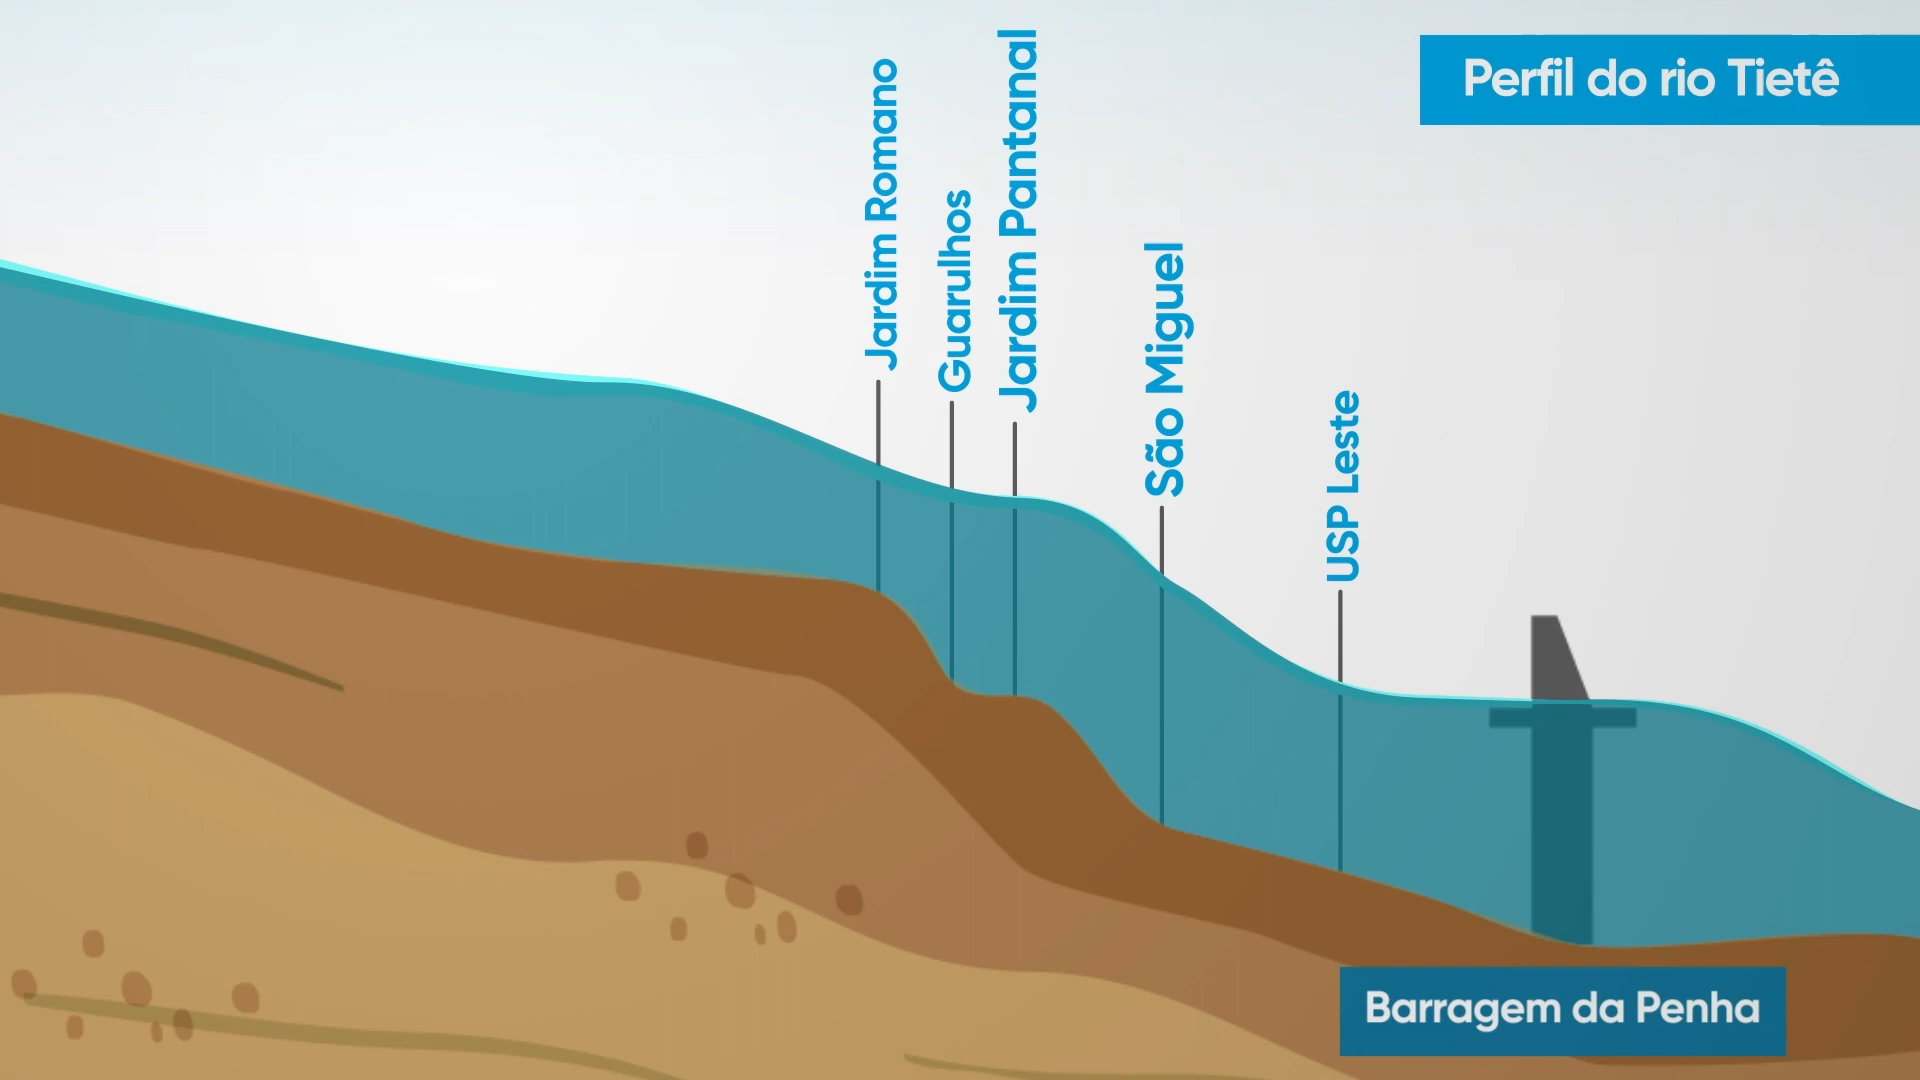 Perfil do rio Tietê
Jardim Romano
Guarulhos
Jardim Pantanal
São Miguel
USP Leste
Barragem da Penha